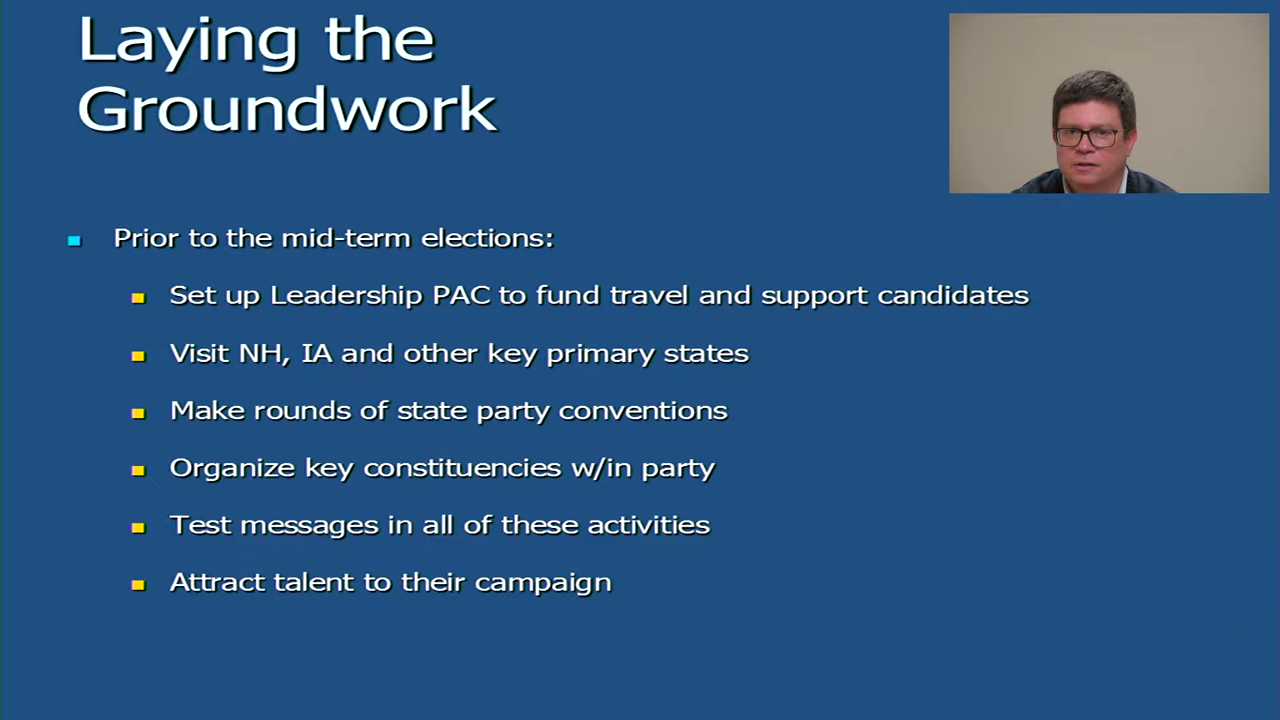 Laying the
Groundwork
Prior to the mid-term elections:
Set up Leadership PAC to fund travel and support candidates
Visit NH, IA and other key primary states
Make rounds of state party conventions
Organize key constituencies w/in party
Test messages in all of these activities
Attract talent to their campaign